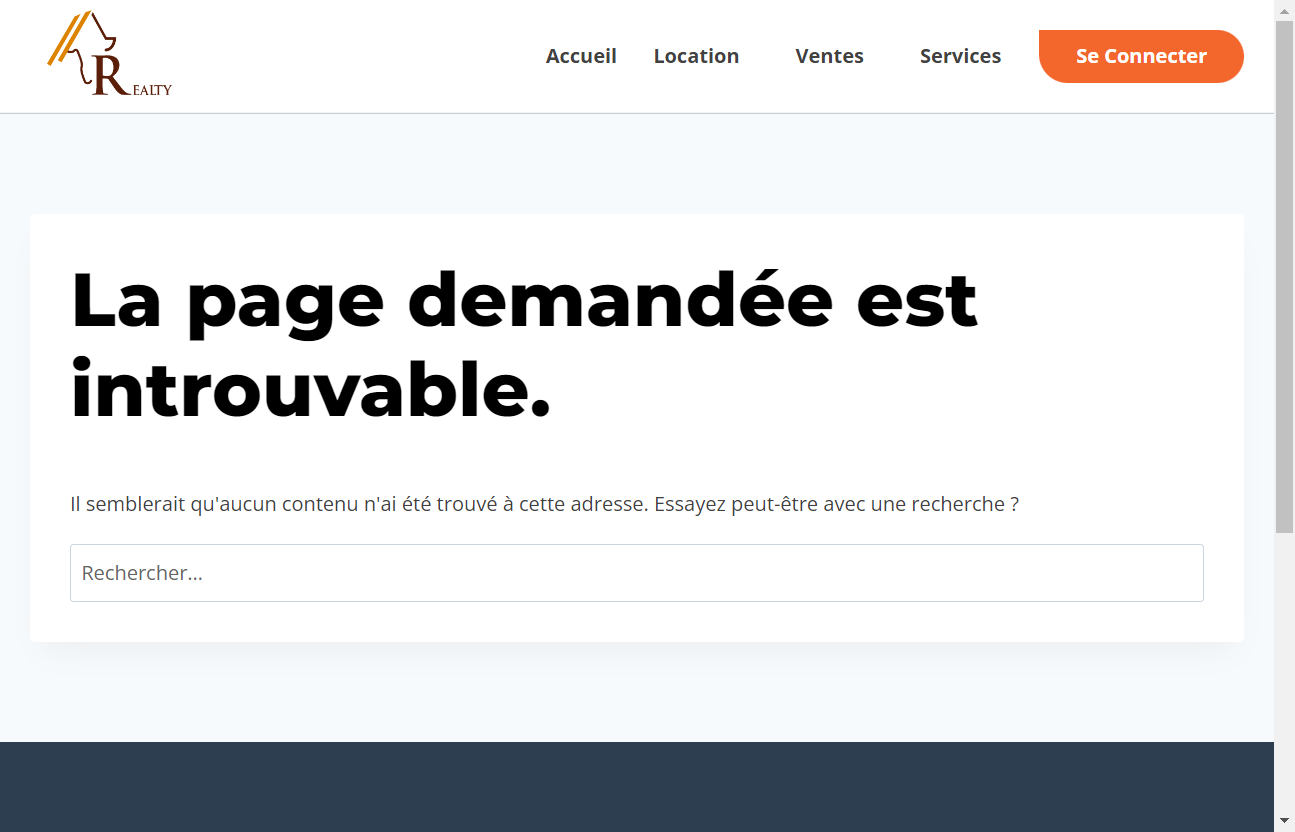 REALTY
Accueil Location Ventes Services Se Connecter
La page demandée est
introuvable.
Il semblerait qu'aucun contenu n'ai été trouvé à cette adresse. Essayez peut-être avec une recherche ?
Rechercher...